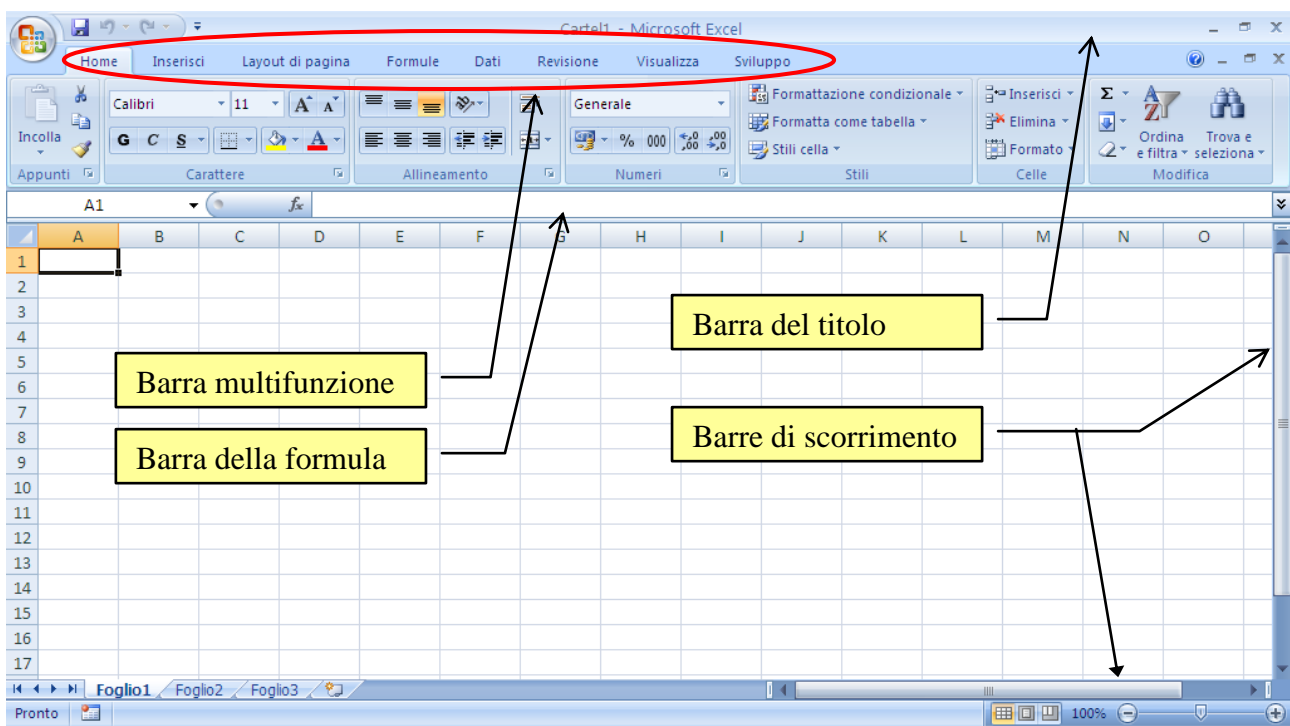 Cartel1 - Microsoft Excel
Home Inserisci Layout di pagina Formule Dati Revisione Visualizza Sviluppo
Incolla
Appunti
Calibri 11
G C S
Carattere
Allineamento
Generale
% 000 ,00 ,00
Numeri
Formattazione condizionale
Formatta come tabella
Stili cella
Stili
Inserisci
Elimina
Formato
Celle
Σ
Ordina e filtra
Trova e seleziona
Modifica
A1 fx
A B C D E F G H I J K L M N O
1
2
3
4
5
6
7
8
9
10
11
12
13
14
15
16
17
Barra del titolo
Barra multifunzione
Barre di scorrimento
Barra della formula
Foglio1 Foglio2 Foglio3
Pronto 100%